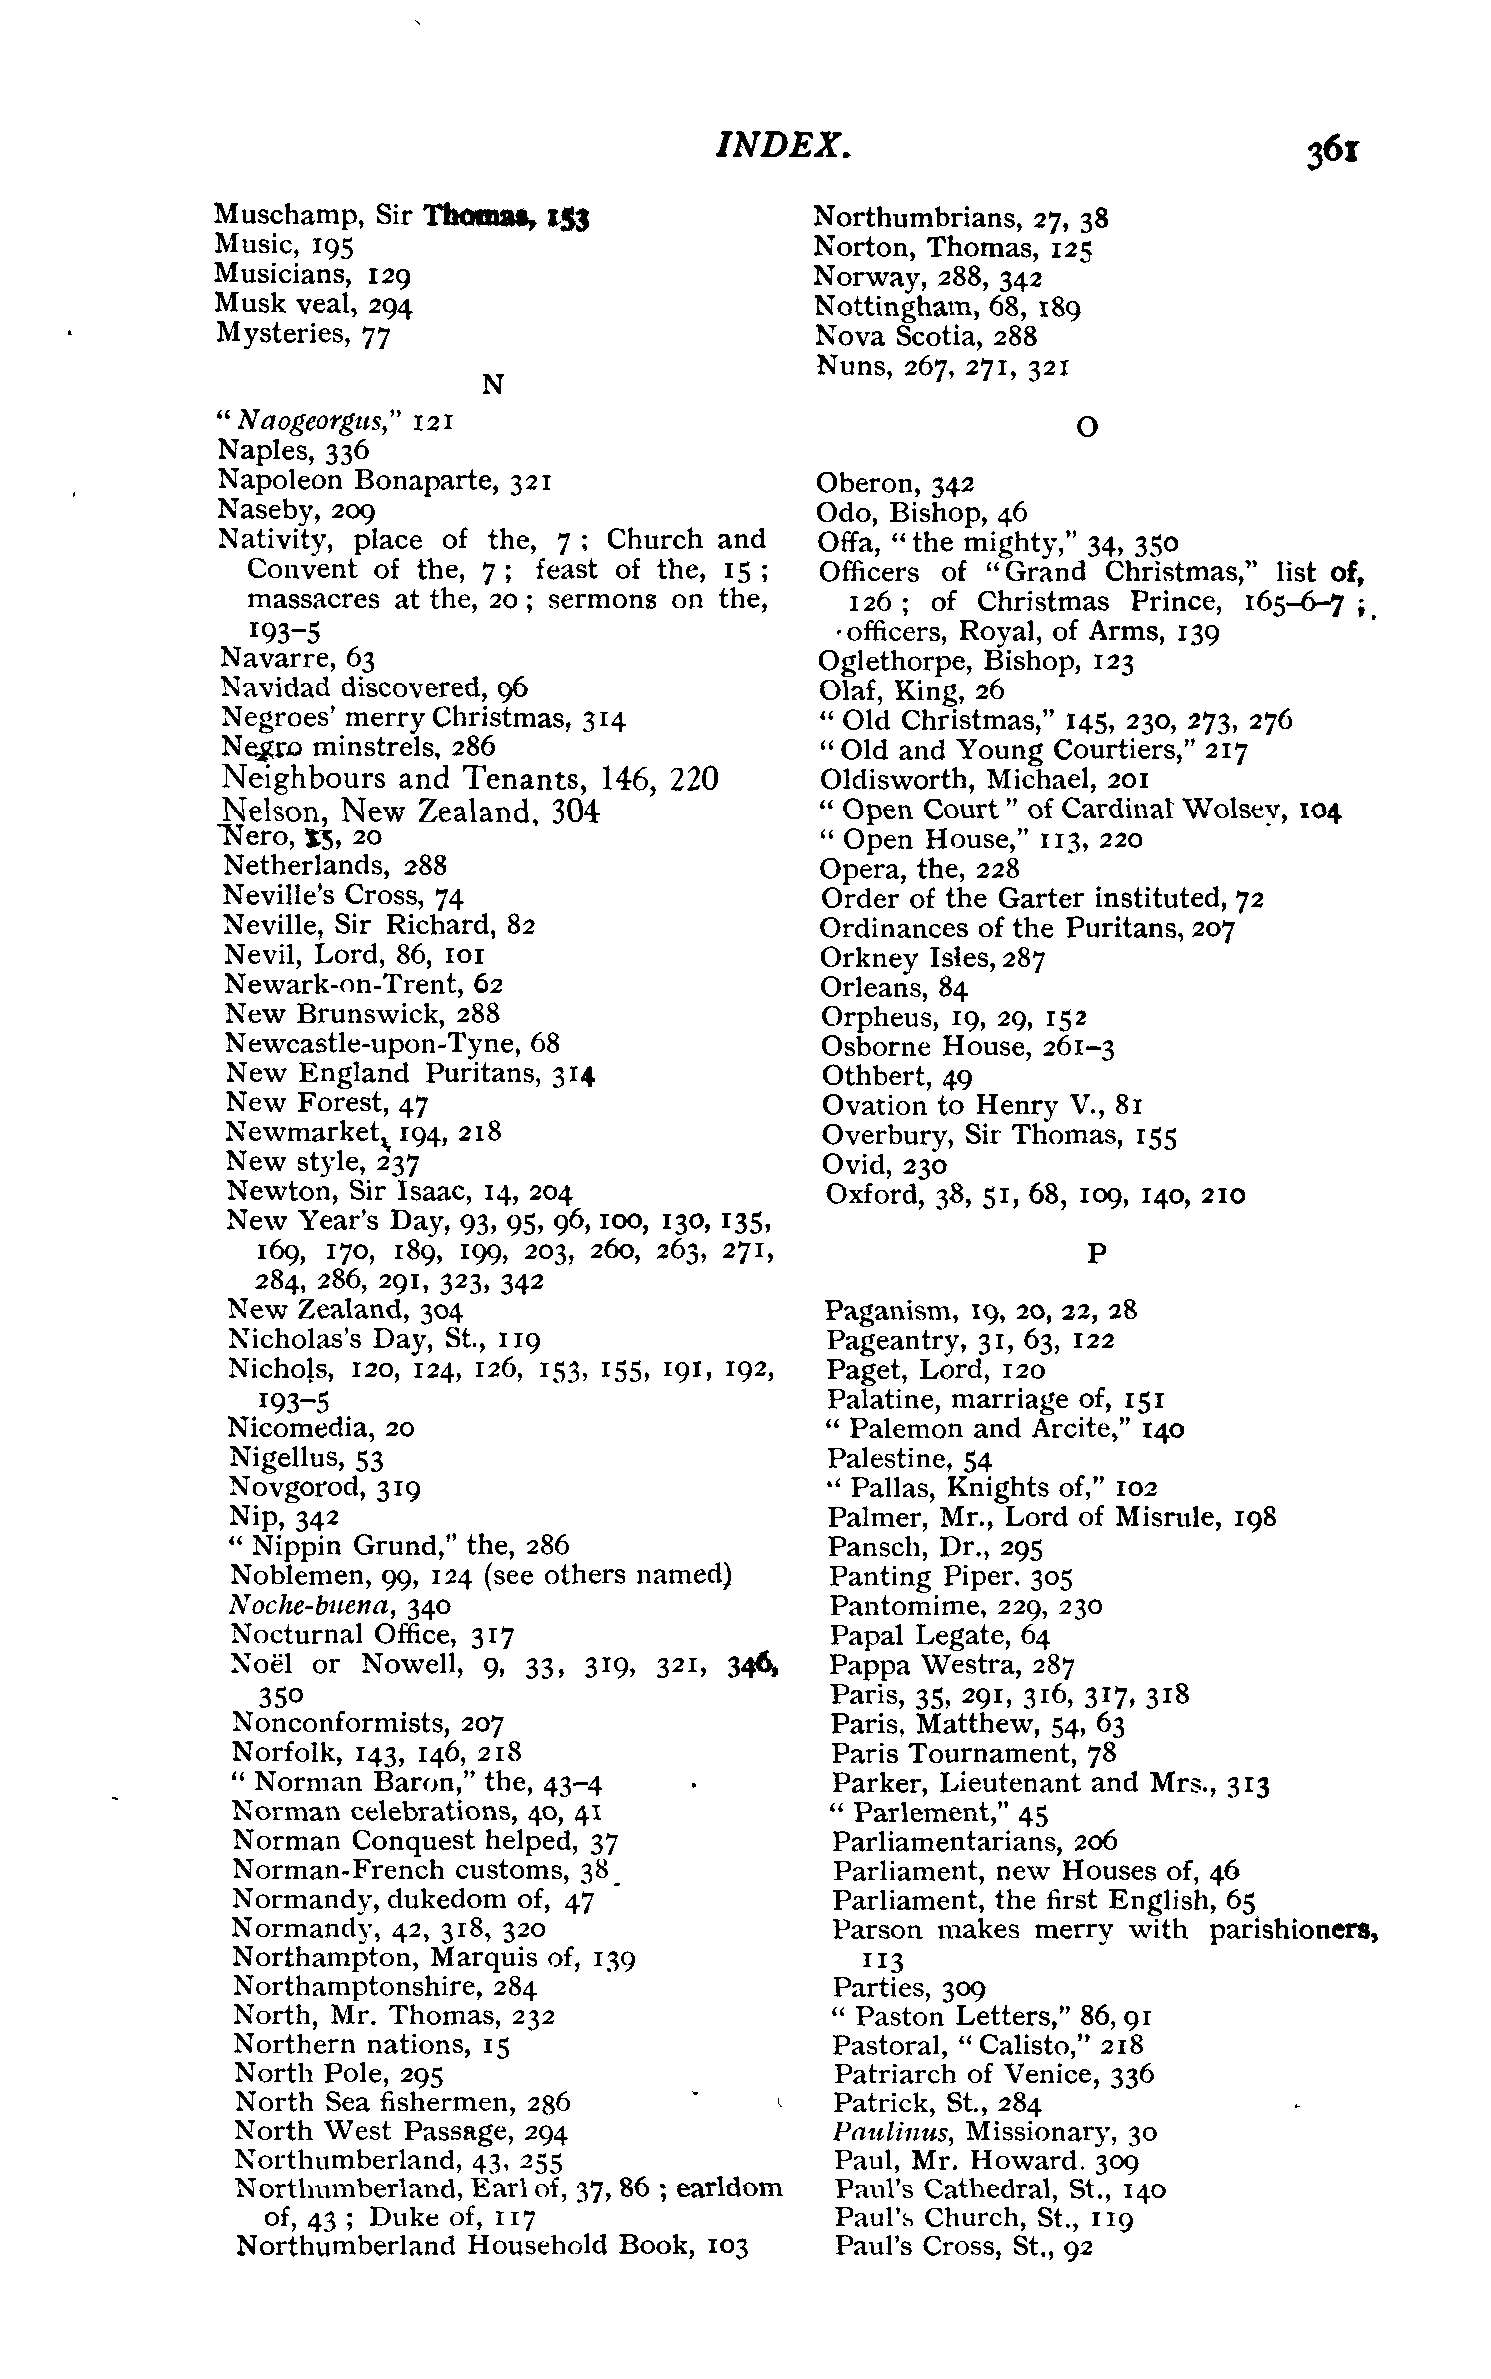 INDEX.
361
Muschamp, Sir Thomas, 153
Music, 195
Musicians, 129
Musk veal, 294
Mysteries, 77
N
“Naogeorgus,” 121
Naples, 336
Napoleon Bonaparte, 321
Naseby, 209
Nativity, place of the, 7 ; Church and
Convent of the, 7 ; feast of the, 15 ;
massacres at the, 20 ; sermons on the,
193–5
Navarre, 63
Navidad discovered, 96
Negroes’ merry Christmas, 314
Negro minstrels, 286
Neighbours and Tenants, 146, 220
Nelson, New Zealand, 304
Nero, 15, 20
Netherlands, 288
Neville’s Cross, 74
Neville, Sir Richard, 82
Nevil, Lord, 86, 101
Newark-on-Trent, 62
New Brunswick, 288
Newcastle-upon-Tyne, 68
New England Puritans, 314
New Forest, 47
Newmarket, 194, 218
New style, 237
Newton, Sir Isaac, 14, 204
New Year’s Day, 93, 95, 96, 100, 130, 135,
169, 170, 189, 199, 203, 260, 263, 271,
284, 286, 291, 323, 342
New Zealand, 304
Nicholas’s Day, St., 119
Nichols, 120, 124, 126, 153, 155, 191, 192,
193–5
Nicomedia, 20
Nigellus, 53
Novgorod, 319
Nip, 342
“ Nippin Grund,” the, 286
Noblemen, 99, 124 (see others named)
Noche-buena, 340
Nocturnal Office, 317
Noël or Nowell, 9, 33, 319, 321, 346,
350
Nonconformists, 207
Norfolk, 143, 146, 218
“ Norman Baron,” the, 43–4
Norman celebrations, 40, 41
Norman Conquest helped, 37
Norman-French customs, 38
Normandy, dukedom of, 47
Normandy, 42, 318, 320
Northampton, Marquis of, 139
Northamptonshire, 284
North, Mr. Thomas, 232
Northern nations, 15
North Pole, 295
North Sea fishermen, 286
North West Passage, 294
Northumberland, 43, 255
Northumberland, Earl of, 37, 86 ; earldom
of, 43 ; Duke of, 117
Northumberland Household Book, 103
Northumbrians, 27, 38
Norton, Thomas, 125
Norway, 288, 342
Nottingham, 68, 189
Nova Scotia, 288
Nuns, 267, 271, 321
O
Oberon, 342
Odo, Bishop, 46
Offa, “the mighty,” 34, 350
Officers of “Grand Christmas,” list of,
126 ; of Christmas Prince, 165–6–7 ;
officers, Royal, of Arms, 139
Oglethorpe, Bishop, 123
Olaf, King, 26
“ Old Christmas,” 145, 230, 273, 276
“Old and Young Courtiers,” 217
Oldisworth, Michael, 201
“ Open Court” of Cardinal Wolsey, 104
“ Open House,” 113, 220
Opera, the, 228
Order of the Garter instituted, 72
Ordinances of the Puritans, 207
Orkney Isles, 287
Orleans, 84
Orpheus, 19, 29, 152
Osborne House, 261–3
Othbert, 49
Ovation to Henry V., 81
Overbury, Sir Thomas, 155
Ovid, 230
Oxford, 38, 51, 68, 109, 140, 210
P
Paganism, 19, 20, 22, 28
Pageantry, 31, 63, 122
Paget, Lord, 120
Palatine, marriage of, 151
“ Palemon and Arcite,” 140
Palestine, 54
“ Pallas, Knights of,” 102
Palmer, Mr., Lord of Misrule, 198
Pansch, Dr., 295
Panting Piper. 305
Pantomime, 229, 230
Papal Legate, 64
Pappa Westra, 287
Paris, 35, 291, 316, 317, 318
Paris, Matthew, 54, 63
Paris Tournament, 78
Parker, Lieutenant and Mrs., 313
“ Parlement,” 45
Parliamentarians, 206
Parliament, new Houses of, 46
Parliament, the first English, 65
Parson makes merry with parishioners,
113
Parties, 309
“ Paston Letters,” 86, 91
Pastoral, “Calisto,” 218
Patriarch of Venice, 336
Patrick, St., 284
Paulinus, Missionary, 30
Paul, Mr. Howard. 309
Paul’s Cathedral, St., 140
Paul’s Church, St., 119
Paul’s Cross, St., 92